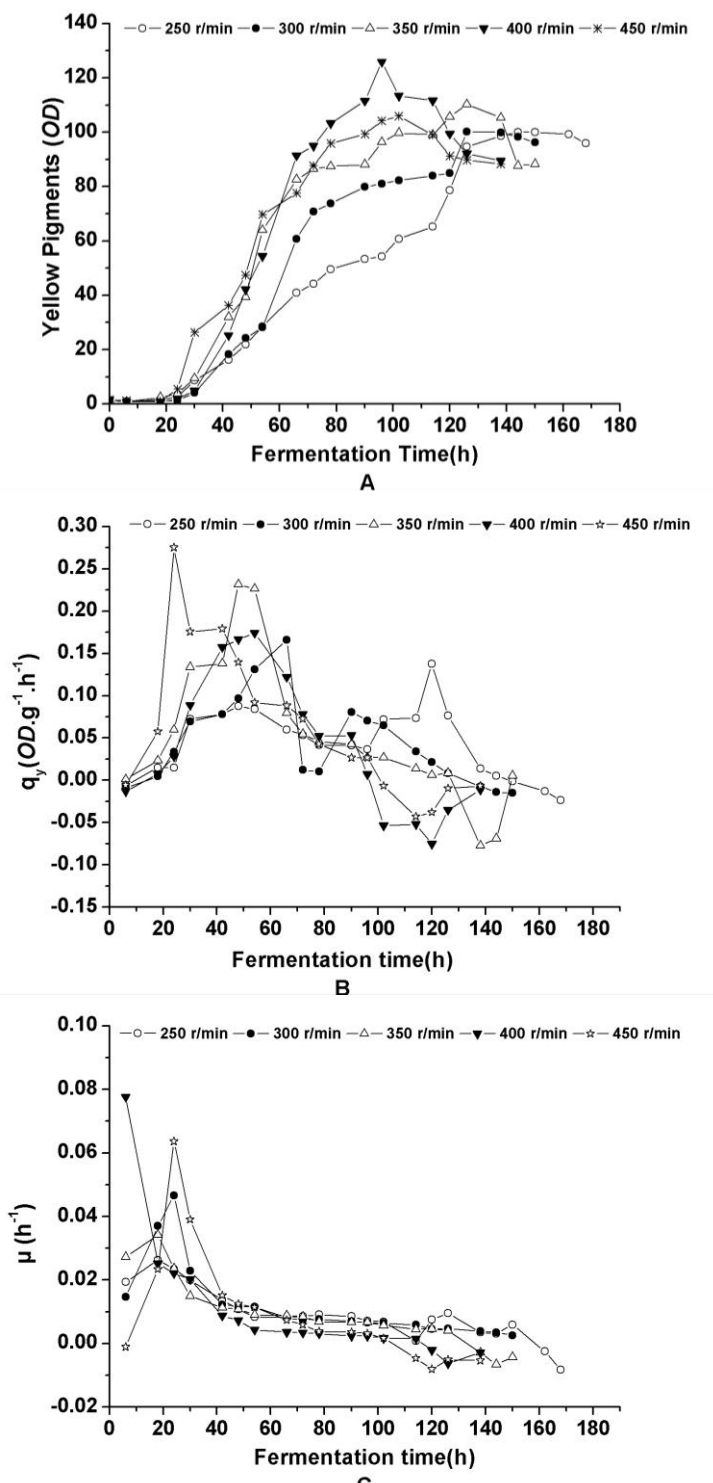 250 r/min 300 r/min 350 r/min 400 r/min 450 r/min
140
120
100
80
60
40
20
0
Yellow Pigments (OD)
0 20 40 60 80 100 120 140 160 180 200
Fermentation Time(h)
A
250 r/min 300 r/min 350 r/min 400 r/min 450 r/min
0.30
0.25
0.20
0.15
0.10
0.05
0.00
-0.05
-0.10
-0.15
qy(OD.g-1.h-1)
0 20 40 60 80 100 120 140 160 180
Fermentation time(h)
B
250 r/min 300 r/min 350 r/min 400 r/min 450 r/min
0.10
0.08
0.06
0.04
0.02
0.00
-0.02
μ (h-1)
0 20 40 60 80 100 120 140 160 180
Fermentation time(h)